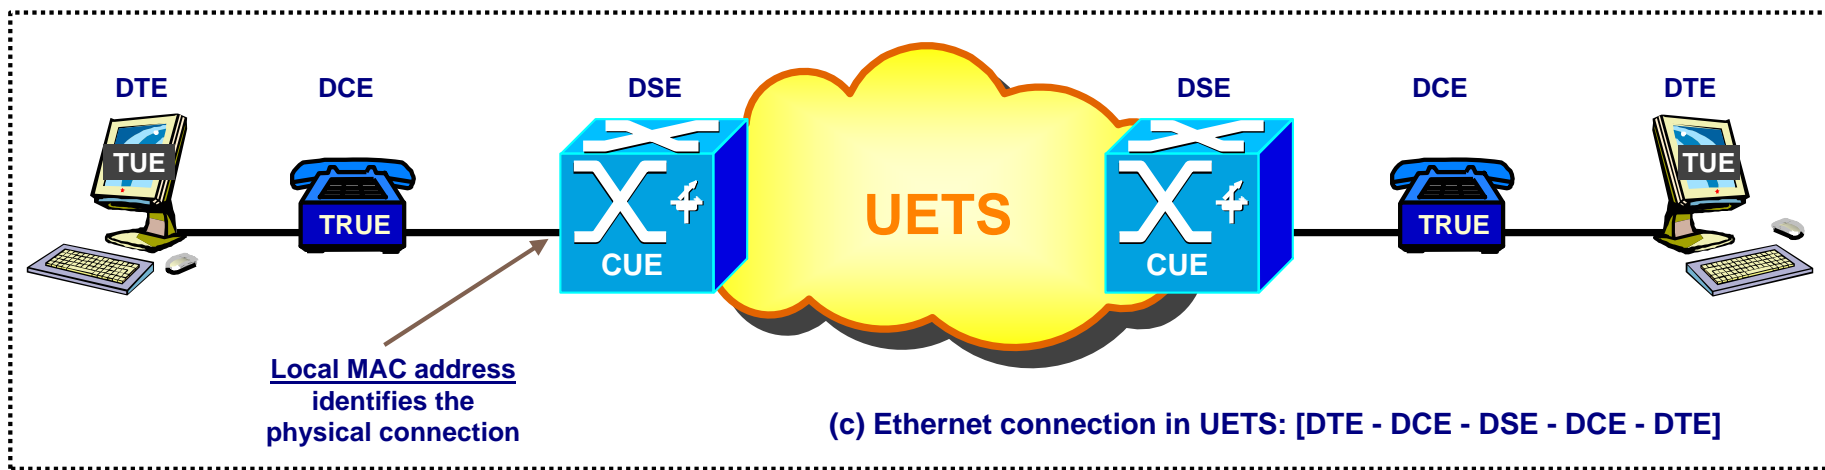 DTE DCE DSE DSE DCE DTE
TUE TUE
TRUE UETS TRUE
CUE CUE
Local MAC address
identifies the
physical connection
(c) Ethernet connection in UETS: [DTE - DCE - DSE - DCE - DTE]